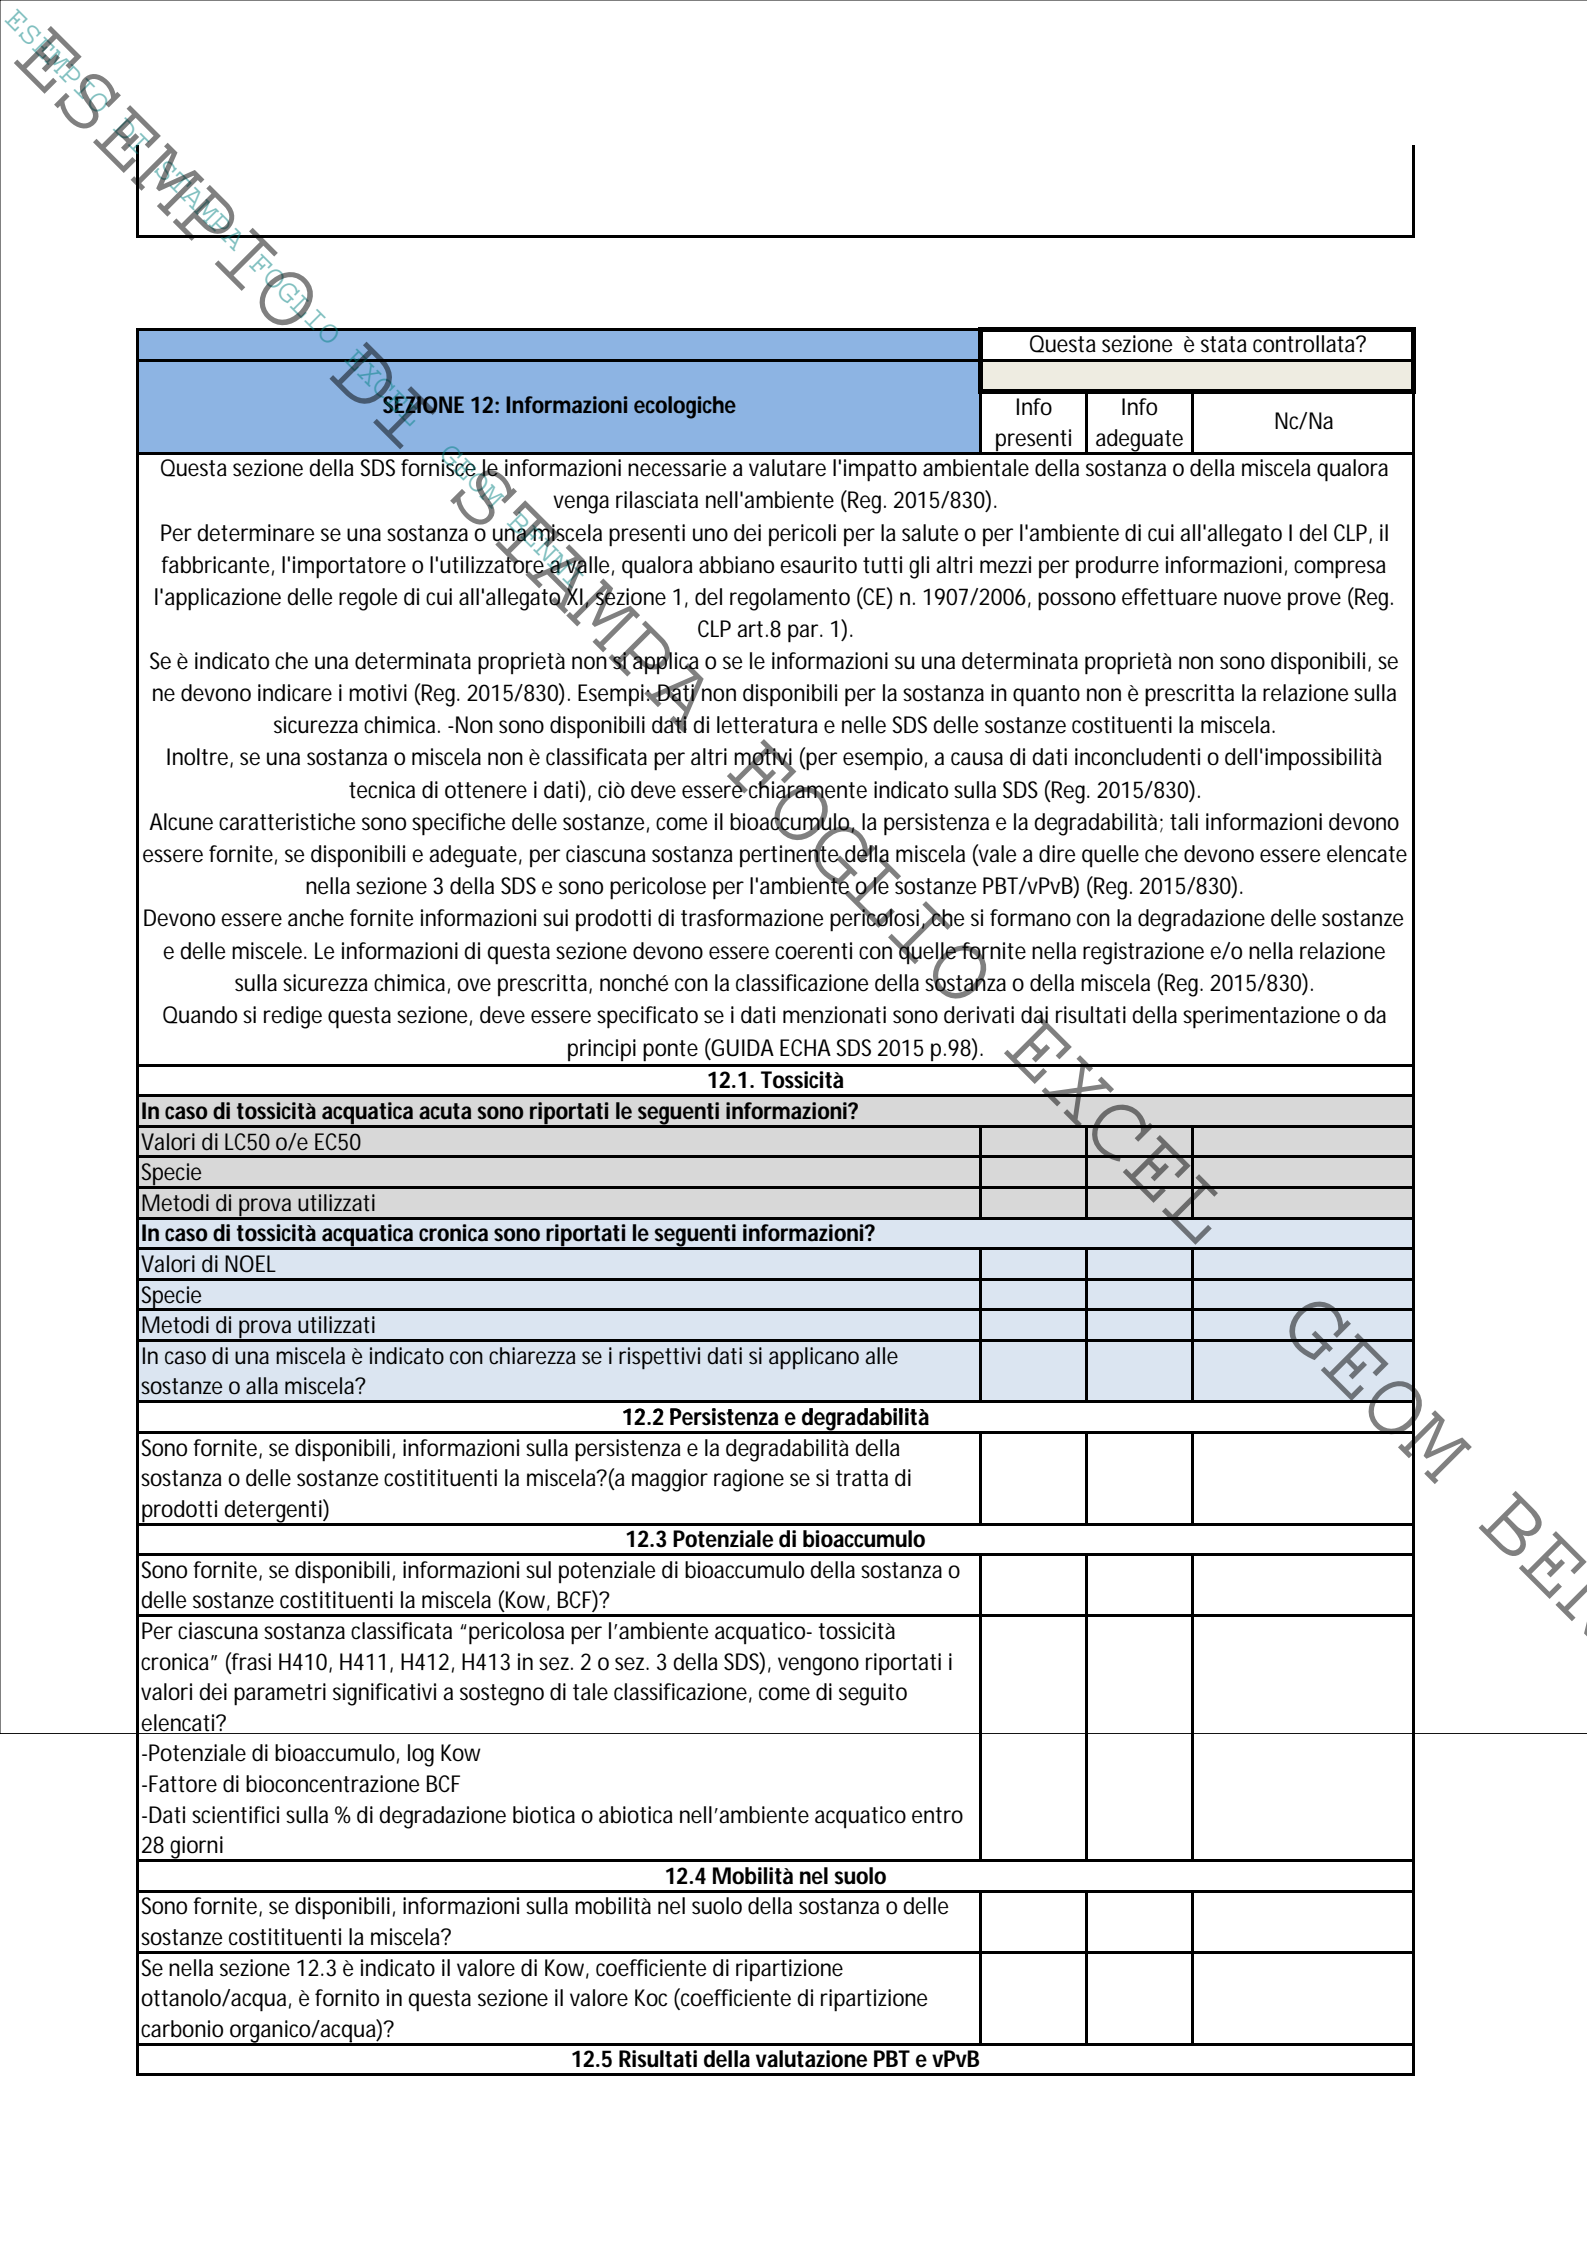 ESEMPIO DI STAMPA FOGLIO EXCEL GEOM BENNI
ESEMPIO DI STAMPA FOGLIO EXCEL GEOM
Questa sezione è stata controllata?
SEZIONE 12: Informazioni ecologiche
Info presenti
Info adeguate
Nc/Na
Questa sezione della SDS fornisce le informazioni necessarie a valutare l'impatto ambientale della sostanza o della miscela qualora
venga rilasciata nell'ambiente (Reg. 2015/830).
Per determinare se una sostanza o una miscela presenti uno dei pericoli per la salute o per l'ambiente di cui all'allegato I del CLP, il
fabbricante, l'importatore o l'utilizzatore a valle, qualora abbiano esaurito tutti gli altri mezzi per produrre informazioni, compresa
l'applicazione delle regole di cui all'allegato XI, sezione 1, del regolamento (CE) n. 1907/2006, possono effettuare nuove prove (Reg.
CLP art.8 par. 1).
Se è indicato che una determinata proprietà non si applica o se le informazioni su una determinata proprietà non sono disponibili, se
ne devono indicare i motivi (Reg. 2015/830). Esempi: Dati non disponibili per la sostanza in quanto non è prescritta la relazione sulla
sicurezza chimica. -Non sono disponibili dati di letteratura e nelle SDS delle sostanze costituenti la miscela.
Inoltre, se una sostanza o miscela non è classificata per altri motivi (per esempio, a causa di dati inconcludenti o dell'impossibilità
tecnica di ottenere i dati), ciò deve essere chiaramente indicato sulla SDS (Reg. 2015/830).
Alcune caratteristiche sono specifiche delle sostanze, come il bioaccumulo, la persistenza e la degradabilità; tali informazioni devono
essere fornite, se disponibili e adeguate, per ciascuna sostanza pertinente della miscela (vale a dire quelle che devono essere elencate
nella sezione 3 della SDS e sono pericolose per l'ambiente o le sostanze PBT/vPvB) (Reg. 2015/830).
Devono essere anche fornite informazioni sui prodotti di trasformazione pericolosi, che si formano con la degradazione delle sostanze
e delle miscele. Le informazioni di questa sezione devono essere coerenti con quelle fornite nella registrazione e/o nella relazione
sulla sicurezza chimica, ove prescritta, nonché con la classificazione della sostanza o della miscela (Reg. 2015/830).
Quando si redige questa sezione, deve essere specificato se i dati menzionati sono derivati dai risultati della sperimentazione o da
principi ponte (GUIDA ECHA SDS 2015 p.98).
12.1. Tossicità
In caso di tossicità acquatica acuta sono riportati le seguenti informazioni?
Valori di LC50 o/e EC50
Specie
Metodi di prova utilizzati
In caso di tossicità acquatica cronica sono riportati le seguenti informazioni?
Valori di NOEL
Specie
Metodi di prova utilizzati
In caso di una miscela è indicato con chiarezza se i rispettivi dati si applicano alle
sostanze o alla miscela?
12.2 Persistenza e degradabilità
Sono fornite, se disponibili, informazioni sulla persistenza e la degradabilità della
sostanza o delle sostanze costitituenti la miscela?(a maggior ragione se si tratta di
prodotti detergenti)
12.3 Potenziale di bioaccumulo
Sono fornite, se disponibili, informazioni sul potenziale di bioaccumulo della sostanza o
delle sostanze costitituenti la miscela (Kow, BCF)?
Per ciascuna sostanza classificata “pericolosa per l’ambiente acquatico- tossicità
cronica” (frasi H410, H411, H412, H413 in sez. 2 o sez. 3 della SDS), vengono riportati i
valori dei parametri significativi a sostegno di tale classificazione, come di seguito
elencati?
-Potenziale di bioaccumulo, log Kow
-Fattore di bioconcentrazione BCF
-Dati scientifici sulla % di degradazione biotica o abiotica nell’ambiente acquatico entro
28 giorni
12.4 Mobilità nel suolo
Sono fornite, se disponibili, informazioni sulla mobilità nel suolo della sostanza o delle
sostanze costitituenti la miscela?
Se nella sezione 12.3 è indicato il valore di Kow, coefficiente di ripartizione
ottanolo/acqua, è fornito in questa sezione il valore Koc (coefficiente di ripartizione
carbonio organico/acqua)?
12.5 Risultati della valutazione PBT e vPvB